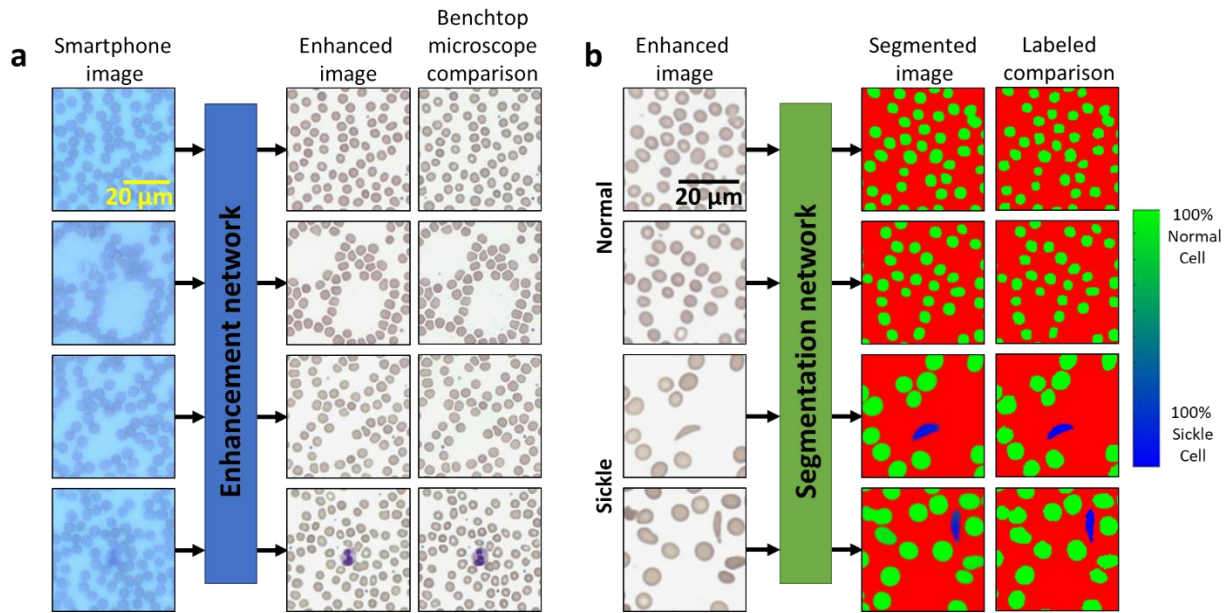 a
Smartphone
image
Enhanced
image
Benchtop
microscope
comparison
20 µm
Enhancement network
b
Enhanced
image
Segmented
image
Labeled
comparison
Normal
20 µm
Sickle
Segmentation network
100%
Normal
Cell
100%
Sickle
Cell